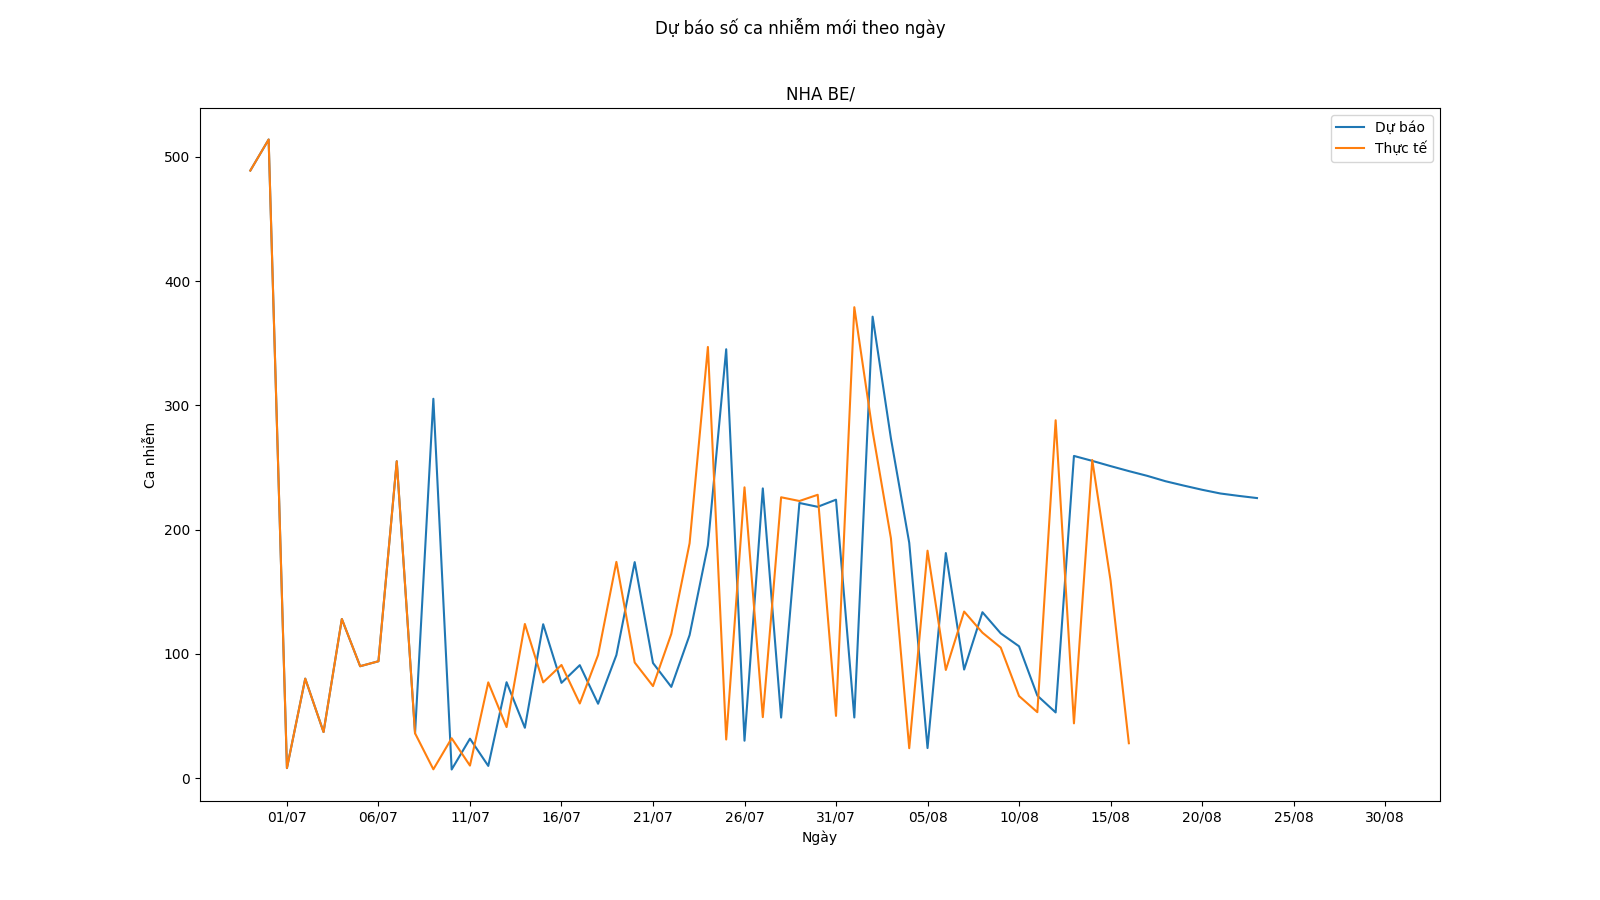 Dự báo số ca nhiễm mới theo ngày
NHA BE/
Dự báo
Thực tế
500
400
300
200
100
0
Ca nhiễm
01/07 06/07 11/07 16/07 21/07 26/07 31/07 05/08 10/08 15/08 20/08 25/08 30/08
Ngày